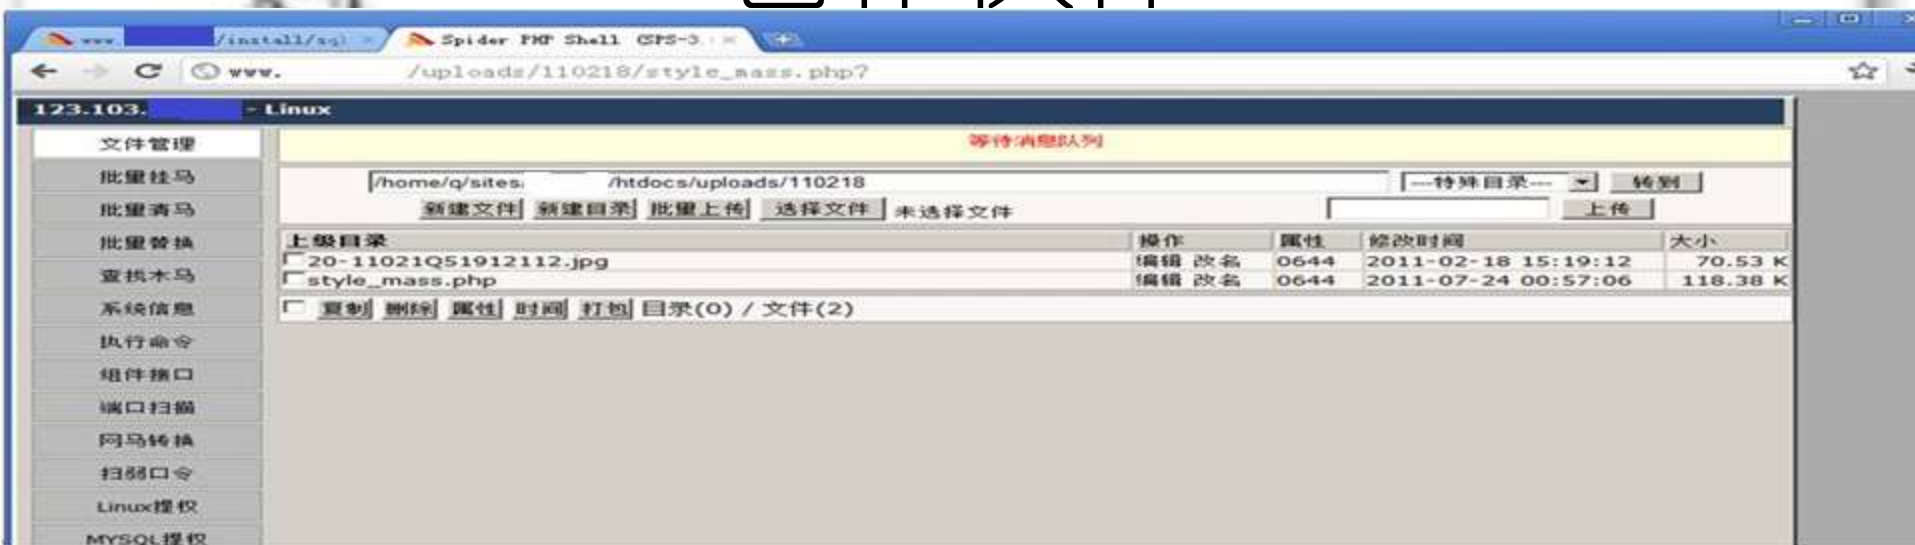 www. /install/sql
Spider PHP Shell (SPS-3.
www. /uploads/110218/style_mass.php?
123.103. - Linux
文件管理
等待消息队列
批量挂马
/home/q/sites. /htdocs/uploads/110218
---特殊目录---
转到
批量清马
新建文件 新建目录 批量上传 选择文件 未选择文件
上传
批量替换
上级目录 操作 属性 修改时间 大小
20-11021Q51912112.jpg 编辑 改名 0644 2011-02-18 15:19:12 70.53 K
查找木马
style_mass.php 编辑 改名 0644 2011-07-24 00:57:06 118.38 K
系统信息
复制 删除 属性 时间 打包 目录(0) / 文件(2)
执行命令
组件接口
端口扫描
网马转换
扫弱口令
Linux提权
MYSQL提权